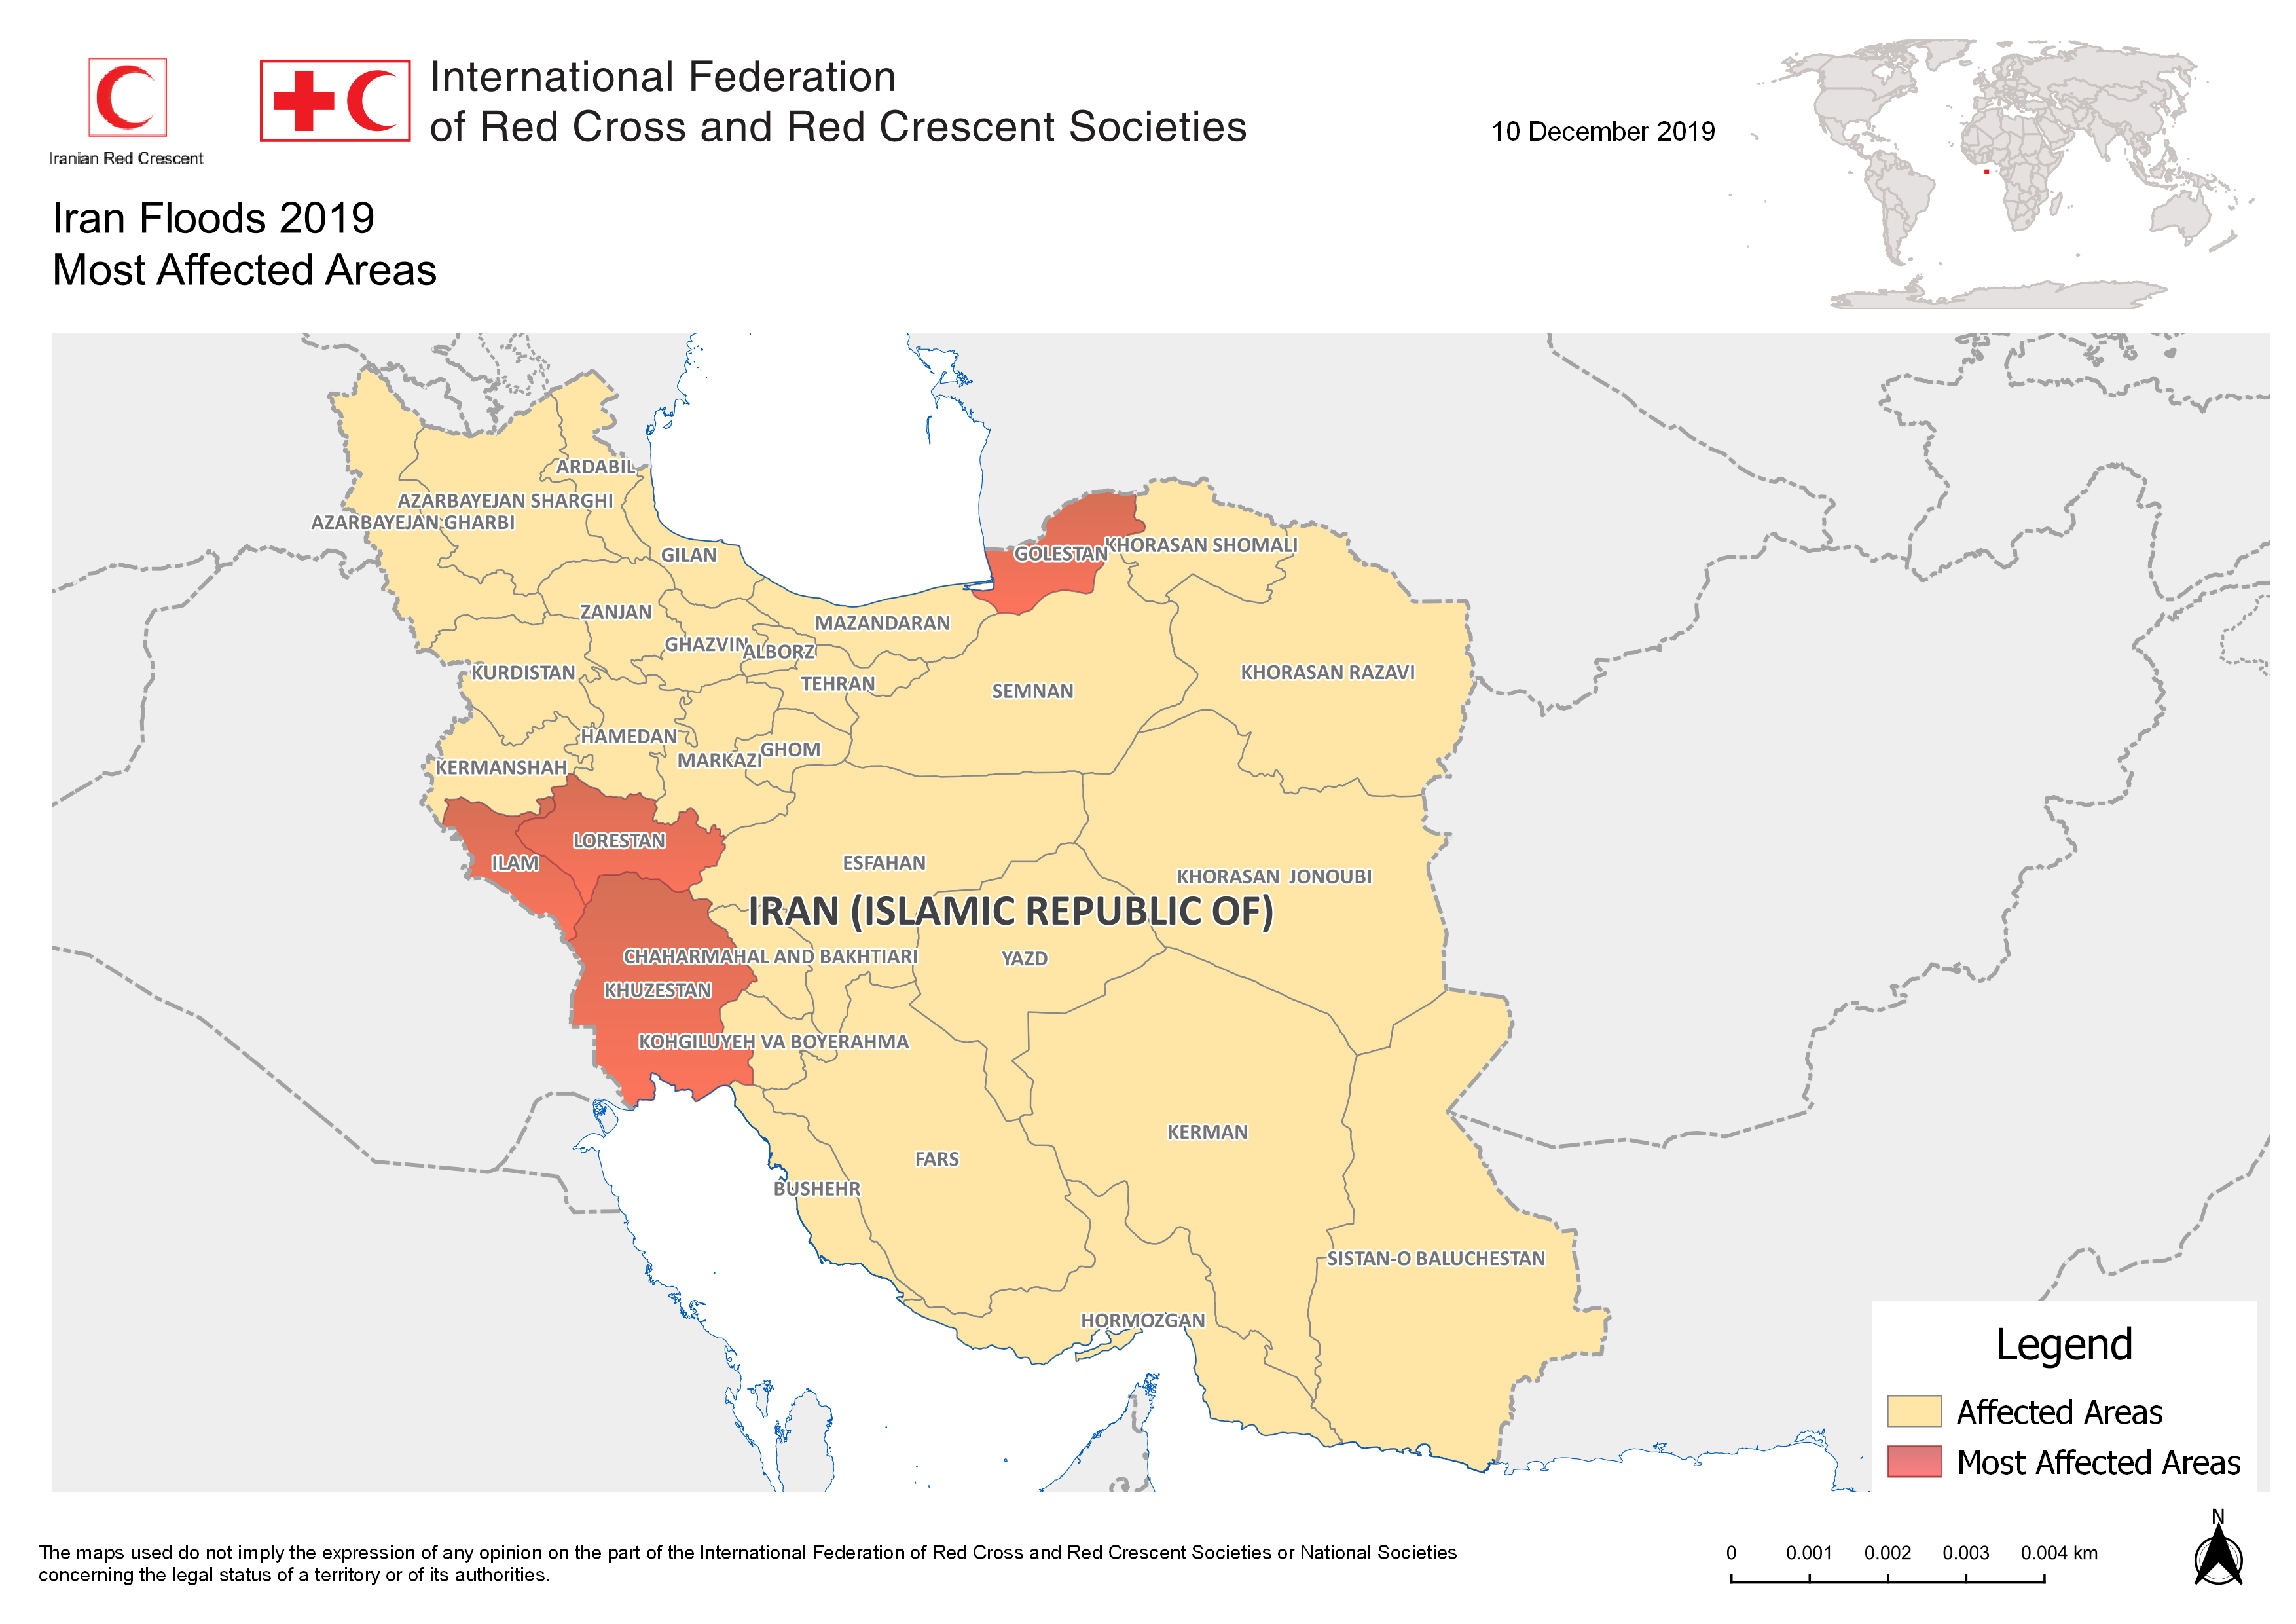 International Federation
of Red Cross and Red Crescent Societies
Iranian Red Crescent
10 December 2019
Iran Floods 2019
Most Affected Areas
ARDABIL
AZARBAYEJAN SHARGHI
AZARBAYEJAN GHARBI
GILAN
GOLESTAN
KHORASAN SHOMALI
ZANJAN
MAZANDARAN
GHAZVIN
ALBORZ
KURDISTAN
TEHRAN
SEMNAN
KHORASAN RAZAVI
HAMEDAN
MARKAZI
GHOM
KERMANSHAH
LORESTAN
ILAM
ESFAHAN
KHORASAN JONOUBI
IRAN (ISLAMIC REPUBLIC OF)
CHAHARMAHAL AND BAKHTIARI
YAZD
KHUZESTAN
KOHGILUYEH VA BOYERAHMA
KERMAN
FARS
BUSHEHR
SISTAN-O BALUCHESTAN
HORMOZGAN
Legend
Affected Areas
Most Affected Areas
N
0 0.001 0.002 0.003 0.004 km
The maps used do not imply the expression of any opinion on the part of the International Federation of Red Cross and Red Crescent Societies or National Societies
concerning the legal status of a territory or of its authorities.